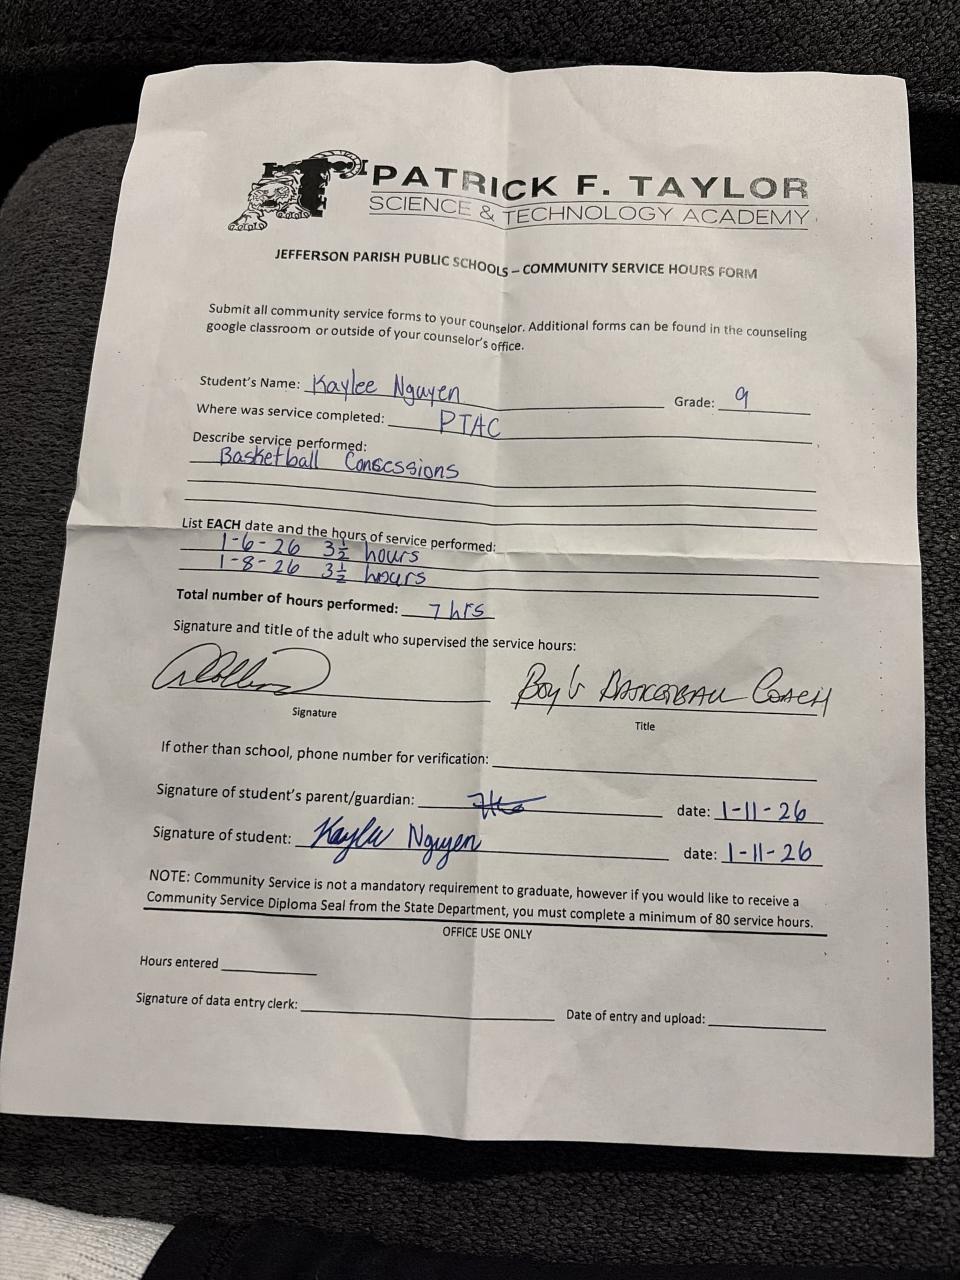 PATRICK F. TAYLOR
SCIENCE & TECHNOLOGY ACADEMY
JEFFERSON PARISH PUBLIC SCHOOLS – COMMUNITY SERVICE HOURS FORM
Submit all community service forms to your counselor. Additional forms can be found in the counseling
google classroom or outside of your counselor's office.
Student's Name: Kaylee Nguyen Grade: 9
Where was service completed: PTAC
Describe service performed:
Basketball Conscssions
List EACH date and the hours of service performed:
1-6-26 3½ hours
1-8-26 3½ hours
Total number of hours performed: 7 hrs
Signature and title of the adult who supervised the service hours:
Boys BASKETBALL COACH
Signature Title
If other than school, phone number for verification:
Signature of student's parent/guardian: date: 1-11-26
Signature of student: Kaylee Nguyen date: 1-11-26
NOTE: Community Service is not a mandatory requirement to graduate, however if you would like to receive a
Community Service Diploma Seal from the State Department, you must complete a minimum of 80 service hours.
OFFICE USE ONLY
Hours entered
Signature of data entry clerk: Date of entry and upload: